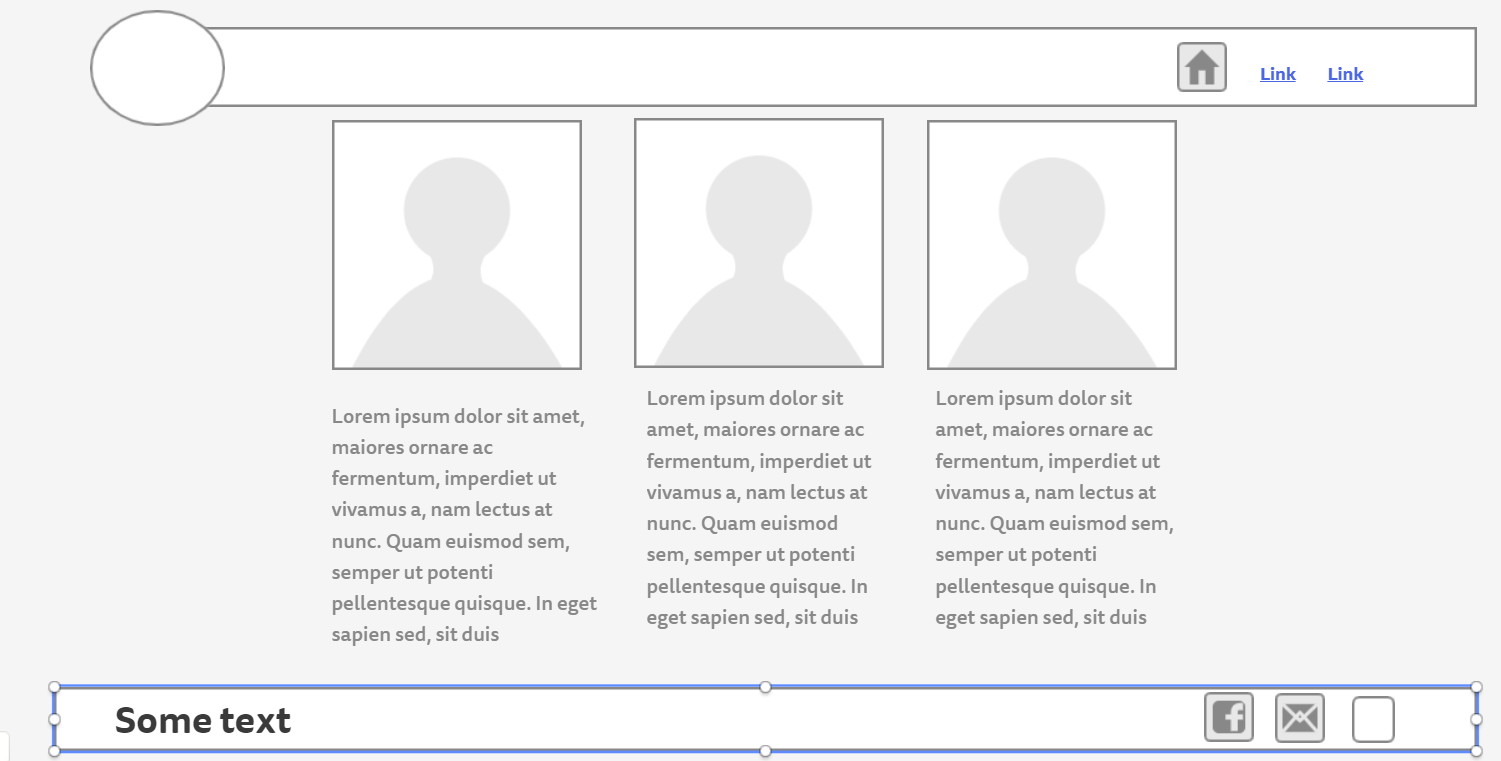 Link Link
Lorem ipsum dolor sit amet,
maiores ornare ac
fermentum, imperdiet ut
vivamus a, nam lectus at
nunc. Quam euismod sem,
semper ut potenti
pellentesque quisque. In eget
sapien sed, sit duis
Lorem ipsum dolor sit
amet, maiores ornare ac
fermentum, imperdiet ut
vivamus a, nam lectus at
nunc. Quam euismod
sem, semper ut potenti
pellentesque quisque. In
eget sapien sed, sit duis
Lorem ipsum dolor sit
amet, maiores ornare ac
fermentum, imperdiet ut
vivamus a, nam lectus at
nunc. Quam euismod sem,
semper ut potenti
pellentesque quisque. In
eget sapien sed, sit duis
Some text